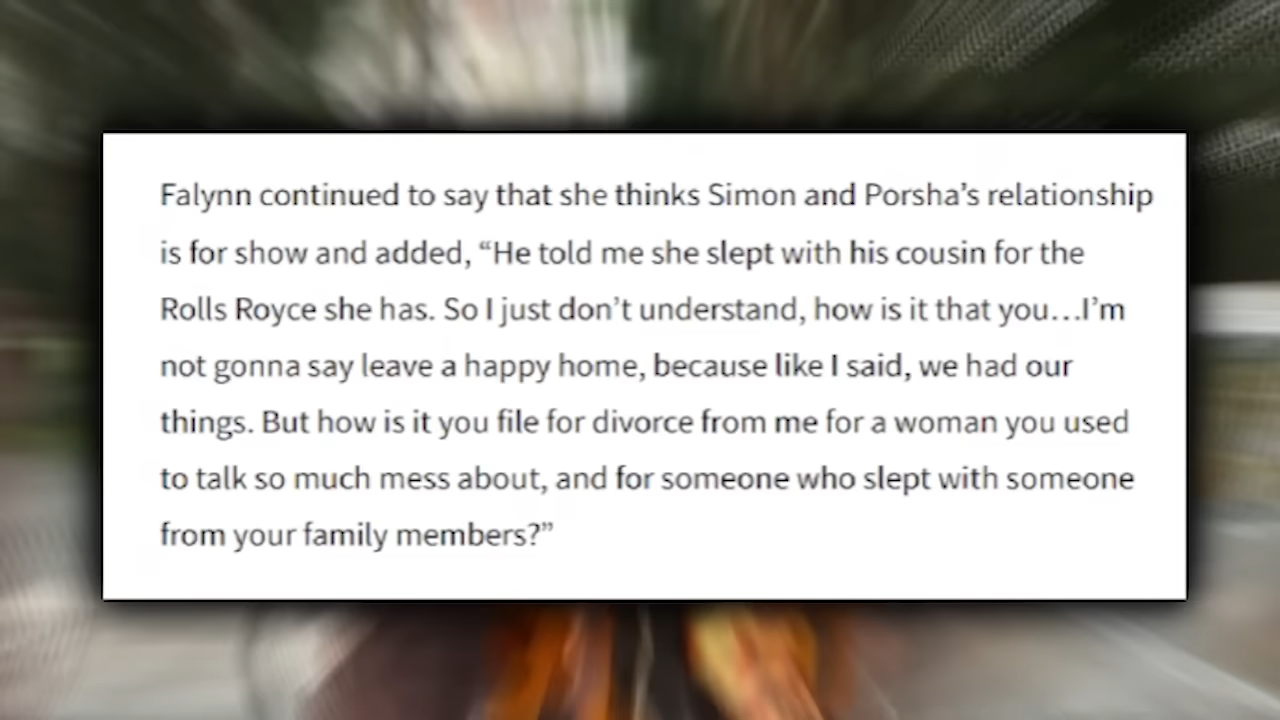 Falynn continued to say that she thinks Simon and Porsha’s relationship
is for show and added, “He told me she slept with his cousin for the
Rolls Royce she has. So I just don’t understand, how is it that you…I’m
not gonna say leave a happy home, because like I said, we had our
things. But how is it you file for divorce from me for a woman you used
to talk so much mess about, and for someone who slept with someone
from your family members?”